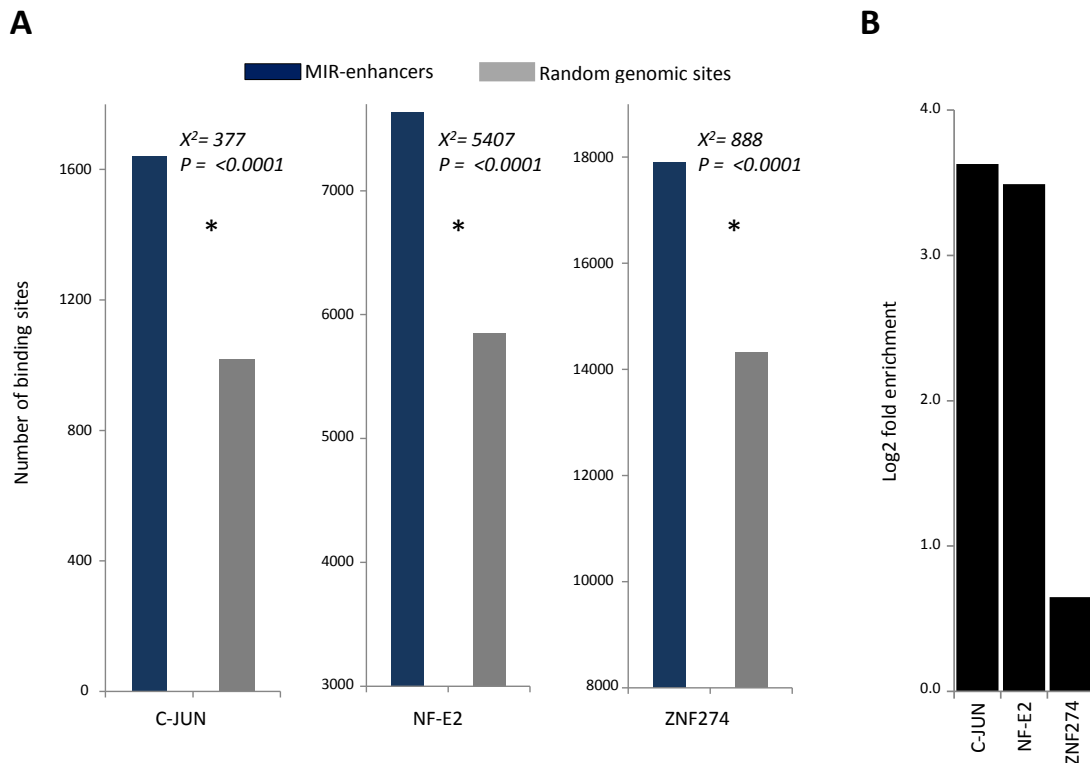 A
B
MIR-enhancers
Random genomic sites
Number of binding sites
1600
1200
800
400
0
X²= 377
P = <0.0001
*
C-JUN
7000
6000
5000
4000
3000
X²= 5407
P = <0.0001
*
NF-E2
18000
16000
14000
12000
10000
8000
X²= 888
P = <0.0001
*
ZNF274
Log2 fold enrichment
4.0
3.0
2.0
1.0
0.0
C-JUN
NF-E2
ZNF274